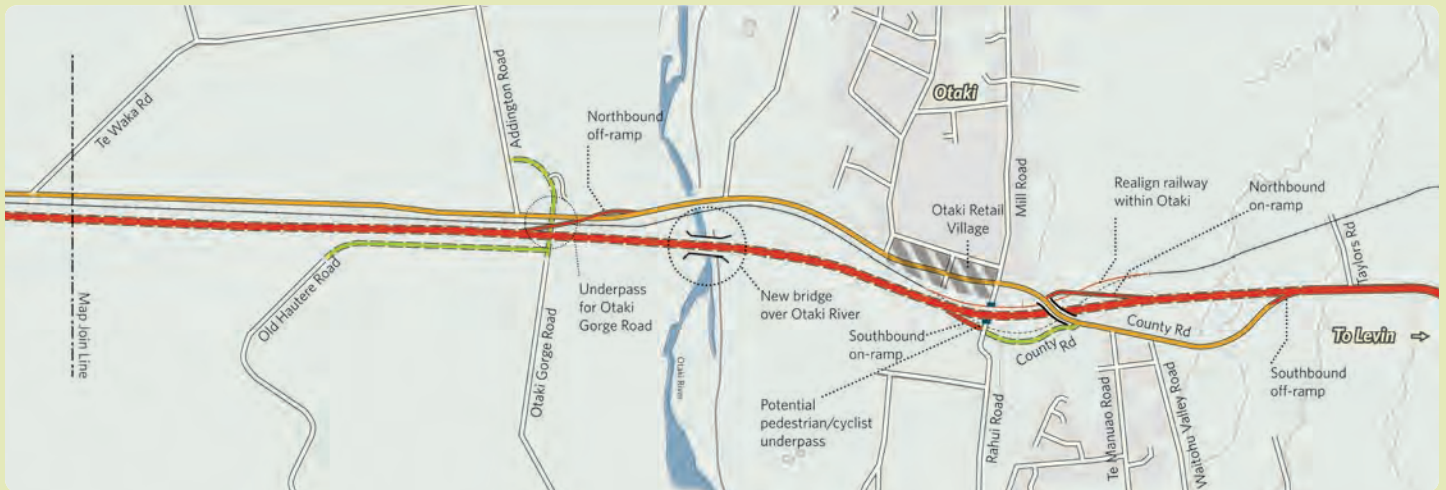 Te Waka Rd
Map Join Line
Old Hautere Road
Addington Road
Northbound
off-ramp
Underpass
for Otaki
Gorge Road
Otaki Gorge Road
Otaki River
New bridge
over Otaki River
Otaki
Otaki Retail
Village
Mill Road
Realign railway
within Otaki
Northbound
on-ramp
Taylors Rd
Southbound
on-ramp
County Rd
County Rd
To Levin
Southbound
off-ramp
Potential
pedestrian/cyclist
underpass
Rahui Road
Te Manuao Road
Waitohu Valley Road